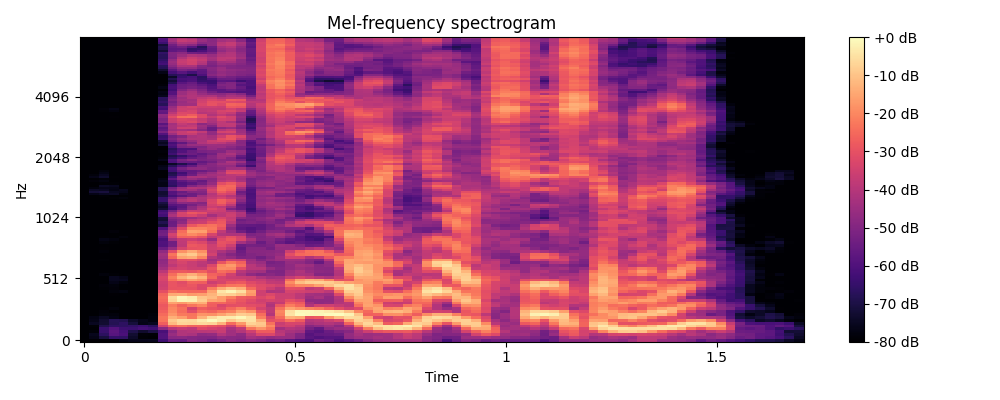 Mel-frequency spectrogram
+0 dB
4096
-10 dB
-20 dB
2048
-30 dB
Hz
-40 dB
1024
-50 dB
512
-60 dB
-70 dB
0
-80 dB
0
0.5
1
1.5
Time